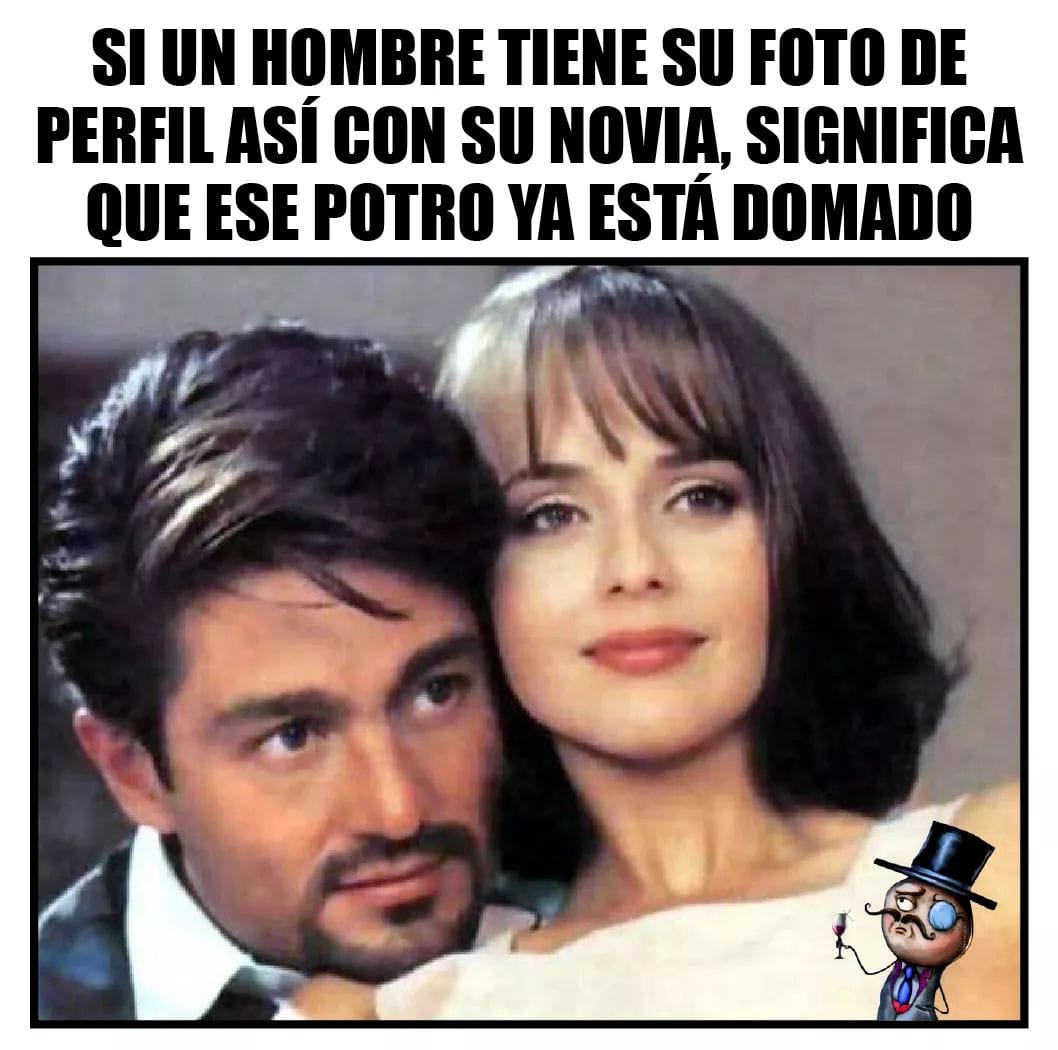 SI UN HOMBRE TIENE SU FOTO DE
PERFIL ASÍ CON SU NOVIA, SIGNIFICA
QUE ESE POTRO YA ESTÁ DOMADO